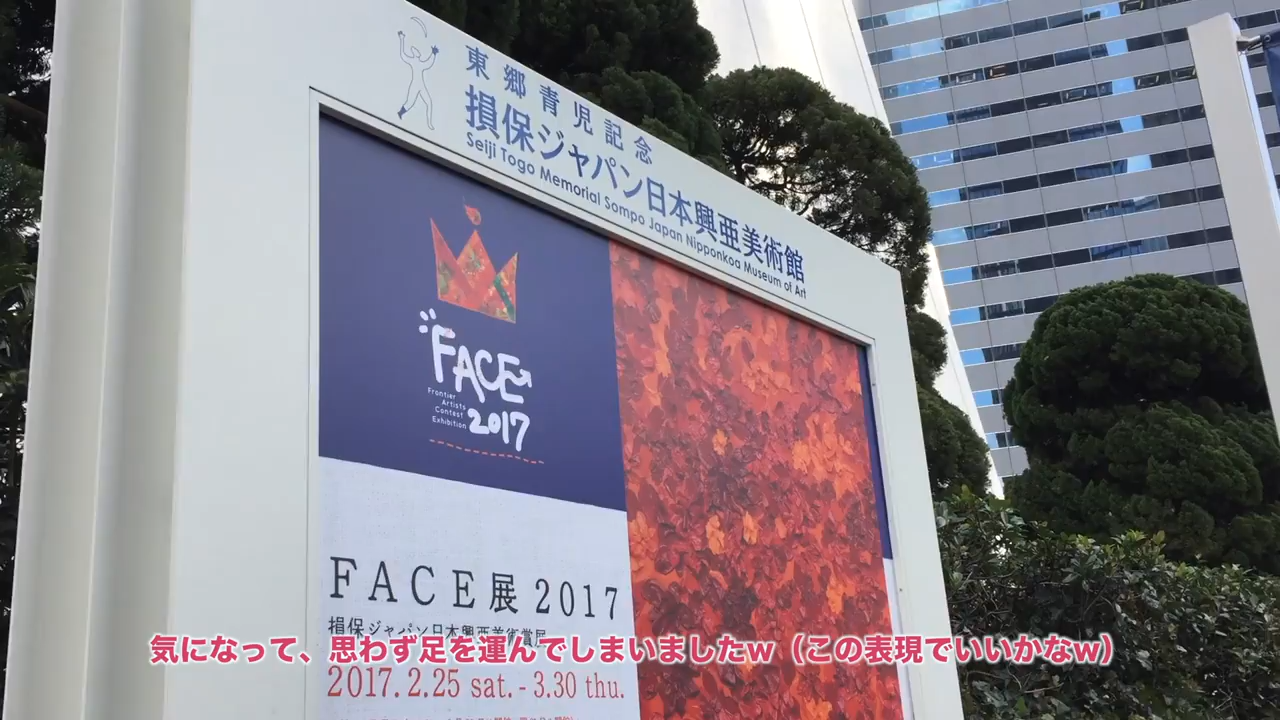 東郷青児記念
損保ジャパン日本興亜美術館
Seiji Togo Memorial Sompo Japan Nipponkoa Museum of Art
FACE
Frontier
Artists
Contest
Exhibition
2017
FACE展 2017
損保ジャパン日本興亜美術賞展
気になって、思わず足を運んでしまいましたw（この表現でいいかなw）
2017. 2.25 sat. - 3.30 thu.